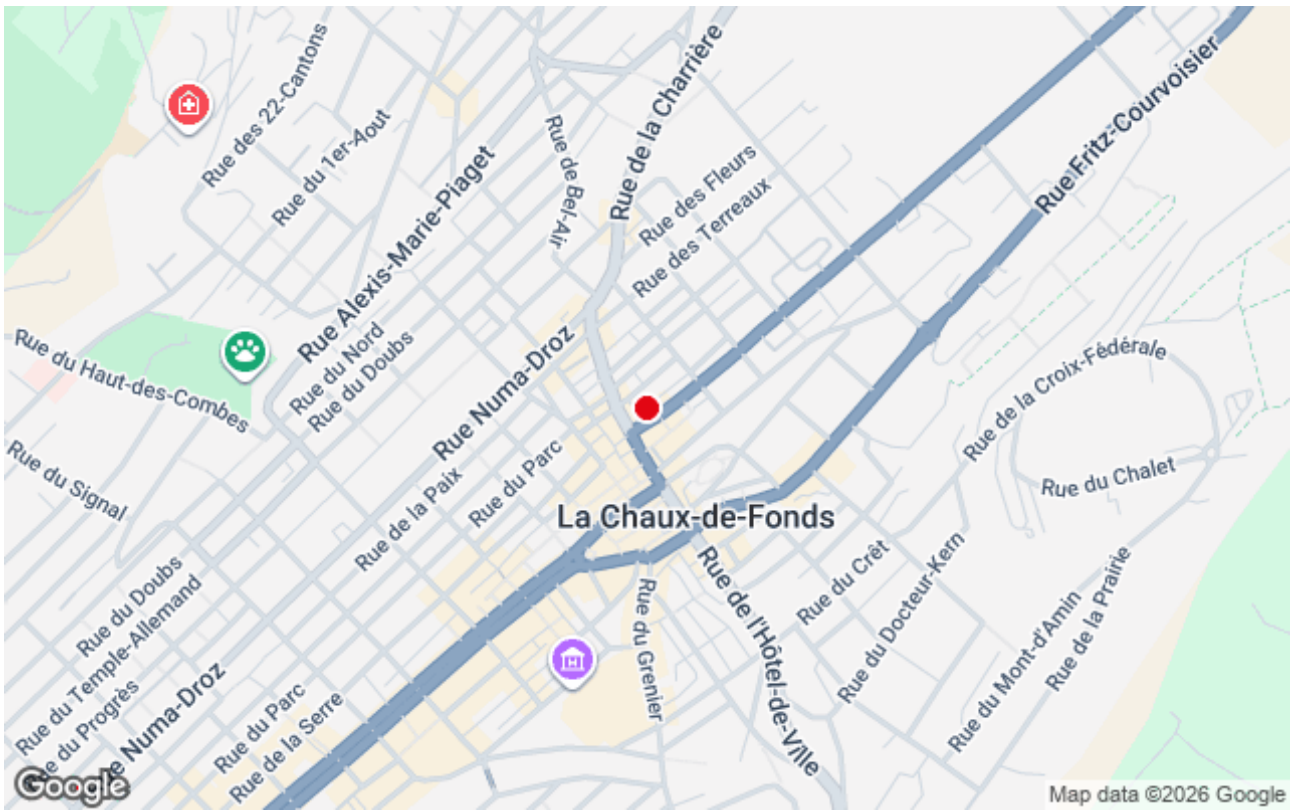 Rue des 22-Cantons
Rue du 1er-Aout
Rue Alexis-Marie-Piaget
Rue de Bel-Air
Rue de la Charrière
Rue des Fleurs
Rue des Terreaux
Rue Fritz-Courvoisier
Rue du Haut-des-Combes
Rue du Nord
Rue du Doubs
Rue Numa-Droz
Rue de la Croix-Fédérale
Rue du Signal
Rue de la Paix
Rue du Parc
Rue du Chalet
La Chaux-de-Fonds
Rue du Doubs
Rue du Temple-Allemand
Rue du Progrès
Rue Numa-Droz
Rue du Parc
Rue de la Serre
Rue du Grenier
Rue de l'Hôtel-de-Ville
Rue du Crêt
Rue du Docteur-Kern
Rue du Mont-d'Amin
Rue de la Prairie
Google
Map data ©2026 Google